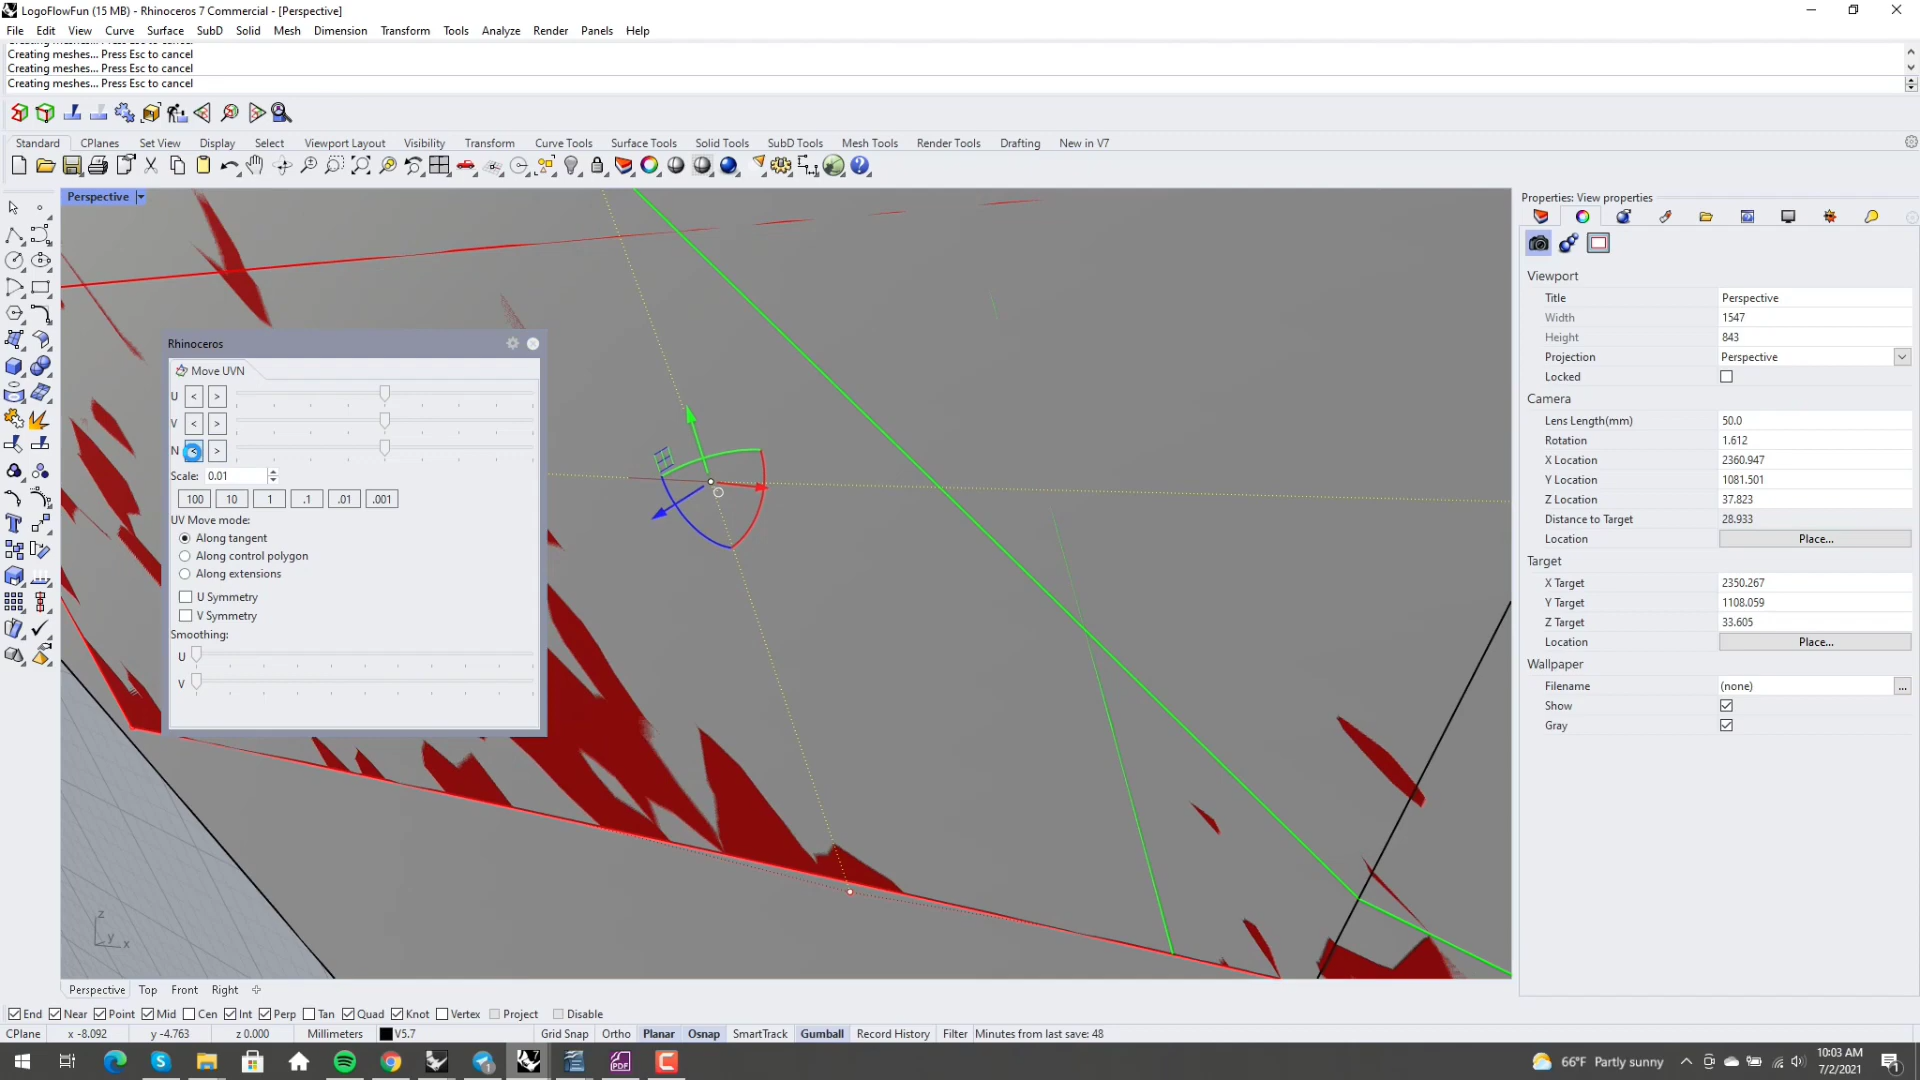 LogoFlowFun (15 MB) - Rhinoceros 7 Commercial - [Perspective]
File Edit View Curve Surface SubD Solid Mesh Dimension Transform Tools Analyze Render Panels Help
Creating meshes... Press Esc to cancel
Creating meshes... Press Esc to cancel
Creating meshes... Press Esc to cancel
Creating meshes... Press Esc to cancel
Standard CPlanes Set View Display Select Viewport Layout Visibility Transform Curve Tools Surface Tools Solid Tools SubD Tools Mesh Tools Render Tools Drafting New in V7
Perspective
Rhinoceros
Move UVN
U < >
V < >
N < >
Scale: 0.01
100 10 1 .1 .01 .001
UV Move mode:
Along tangent
Along control polygon
Along extensions
U Symmetry
V Symmetry
Smoothing:
U
V
z
y x
Properties: View properties
Viewport
Title Perspective
Width 1547
Height 843
Projection Perspective
Locked
Camera
Lens Length(mm) 50.0
Rotation 1.612
X Location 2360.947
Y Location 1081.501
Z Location 37.823
Distance to Target 28.933
Location Place...
Target
X Target 2350.267
Y Target 1108.059
Z Target 33.605
Location Place...
Wallpaper
Filename (none) ...
Show
Gray
Perspective Top Front Right
End Near Point Mid Cen Int Perp Tan Quad Knot Vertex Project Disable
CPlane x -8.092 y -4.763 z 0.000 Millimeters V5.7 Grid Snap Ortho Planar Osnap SmartTrack Gumball Record History Filter Minutes from last save: 48
66°F Partly sunny
10:03 AM
7/2/2021